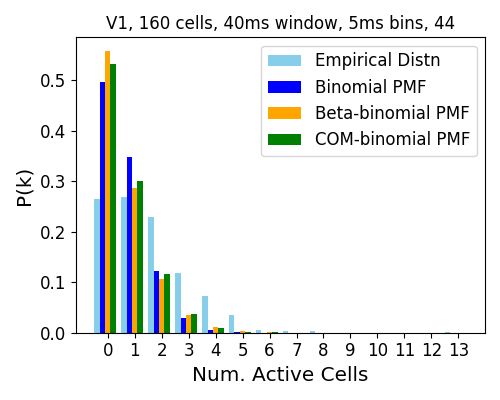 V1, 160 cells, 40ms window, 5ms bins, 44
Empirical Distn
Binomial PMF
Beta-binomial PMF
COM-binomial PMF
P(k)
0.5
0.4
0.3
0.2
0.1
0.0
0 1 2 3 4 5 6 7 8 9 10 11 12 13
Num. Active Cells